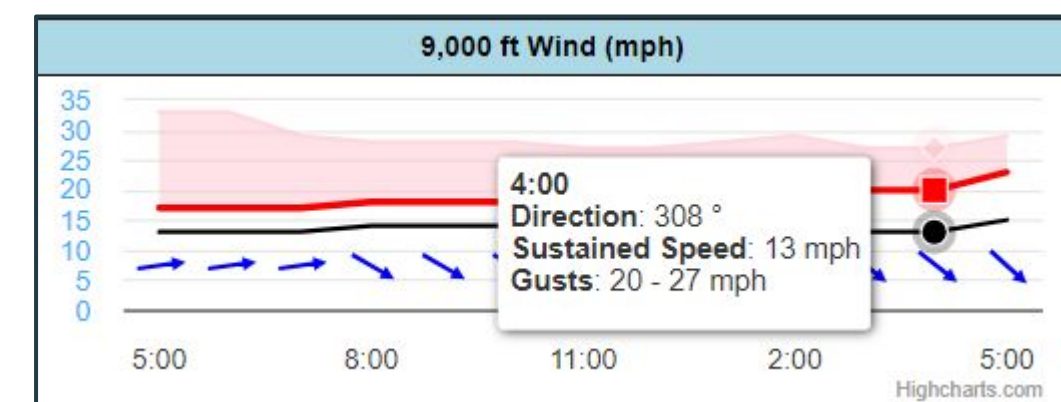 9,000 ft Wind (mph)
35
30
25
20
15
10
5
0
4:00
Direction: 308 °
Sustained Speed: 13 mph
Gusts: 20 - 27 mph
5:00 8:00 11:00 2:00 5:00
Highcharts.com